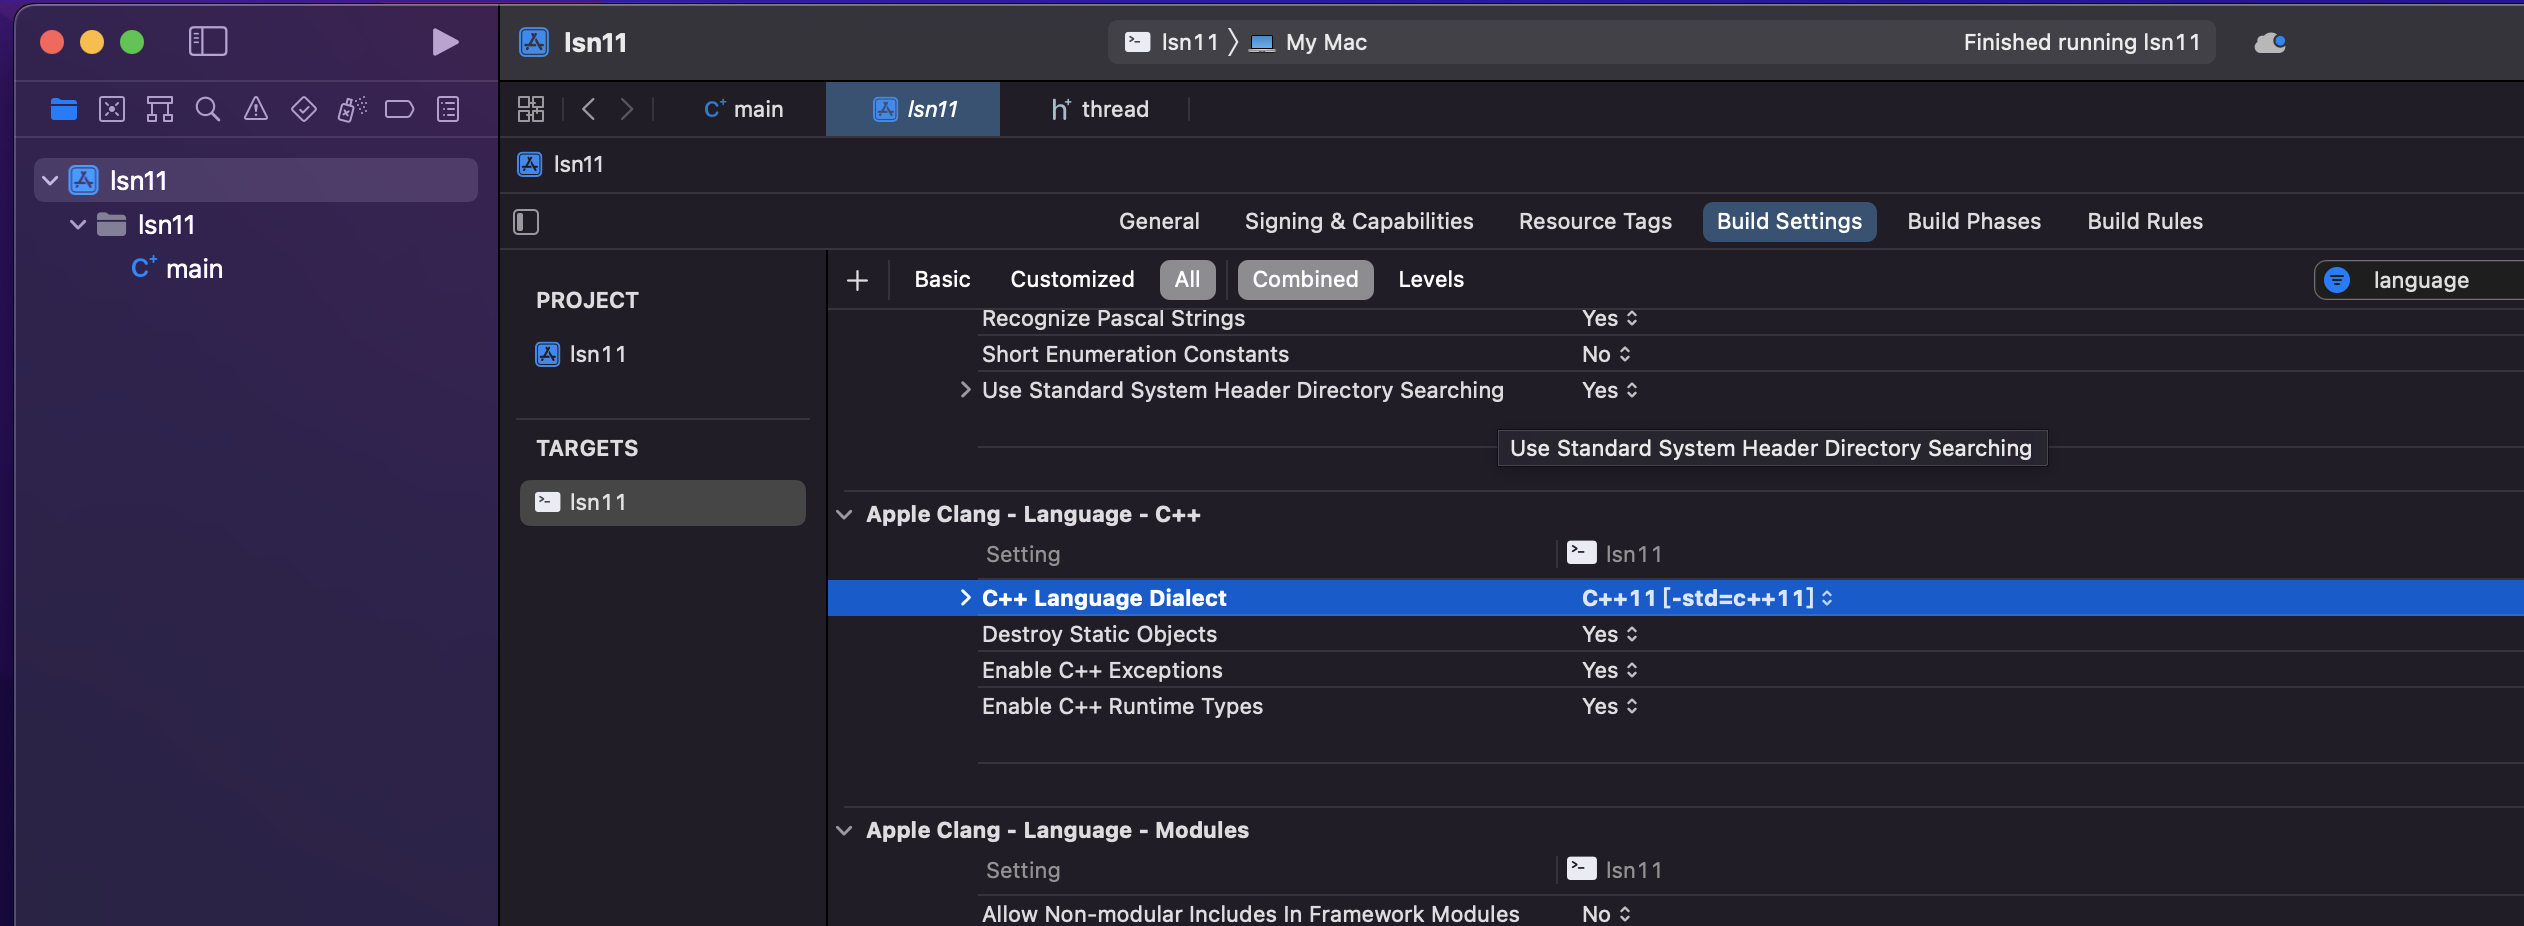 lsn11
lsn11 My Mac
Finished running lsn11
main
lsn11
thread
lsn11
lsn11
lsn11
main
General
Signing & Capabilities
Resource Tags
Build Settings
Build Phases
Build Rules
PROJECT
lsn11
TARGETS
lsn11
Basic
Customized
All
Combined
Levels
language
Recognize Pascal Strings Yes
Short Enumeration Constants No
Use Standard System Header Directory Searching Yes
Use Standard System Header Directory Searching
Apple Clang - Language - C++
Setting lsn11
C++ Language Dialect C++11 [-std=c++11]
Destroy Static Objects Yes
Enable C++ Exceptions Yes
Enable C++ Runtime Types Yes
Apple Clang - Language - Modules
Setting lsn11
Allow Non-modular Includes In Framework Modules No